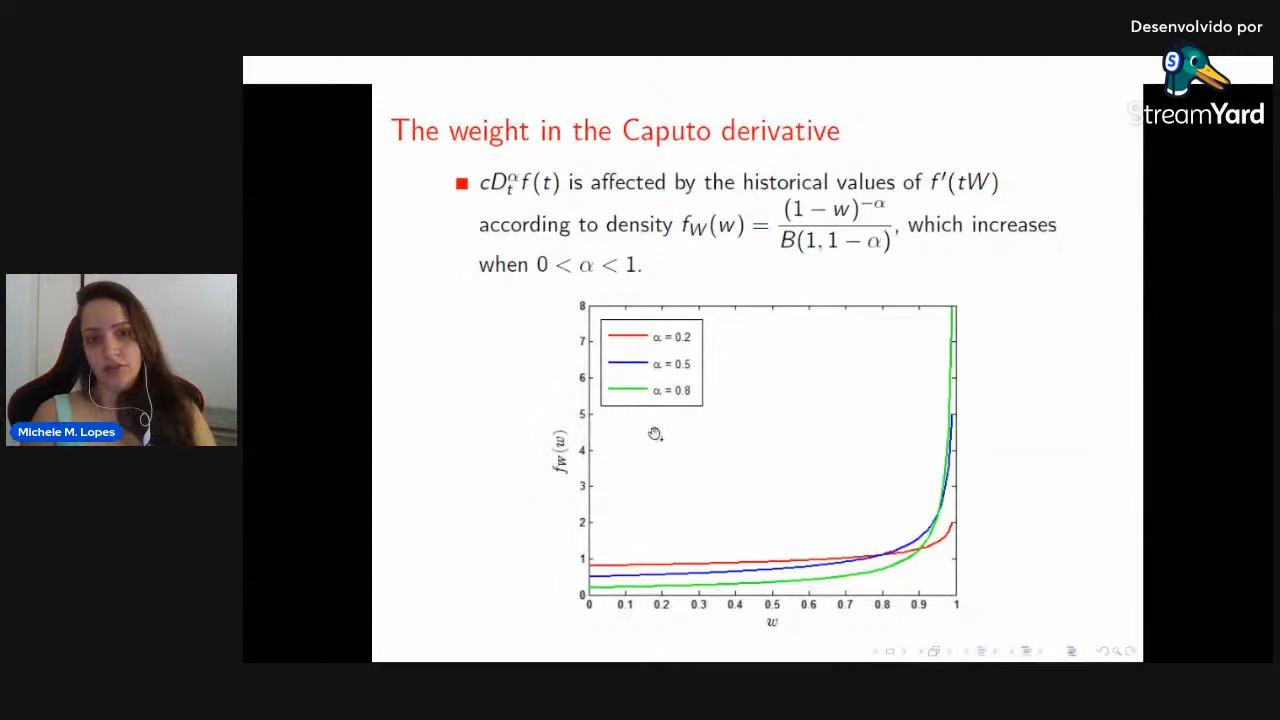 Desenvolvido por
S
StreamYard
The weight in the Caputo derivative
cD_t^α f(t) is affected by the historical values of f′(tW)
according to density f_W(w) = (1 − w)^{−α} / B(1, 1 − α), which increases
when 0 < α < 1.
8
7
6
5
4
3
2
1
0
α = 0.2
α = 0.5
α = 0.8
f_W(w)
0 0.1 0.2 0.3 0.4 0.5 0.6 0.7 0.8 0.9 1
w
Michele M. Lopes